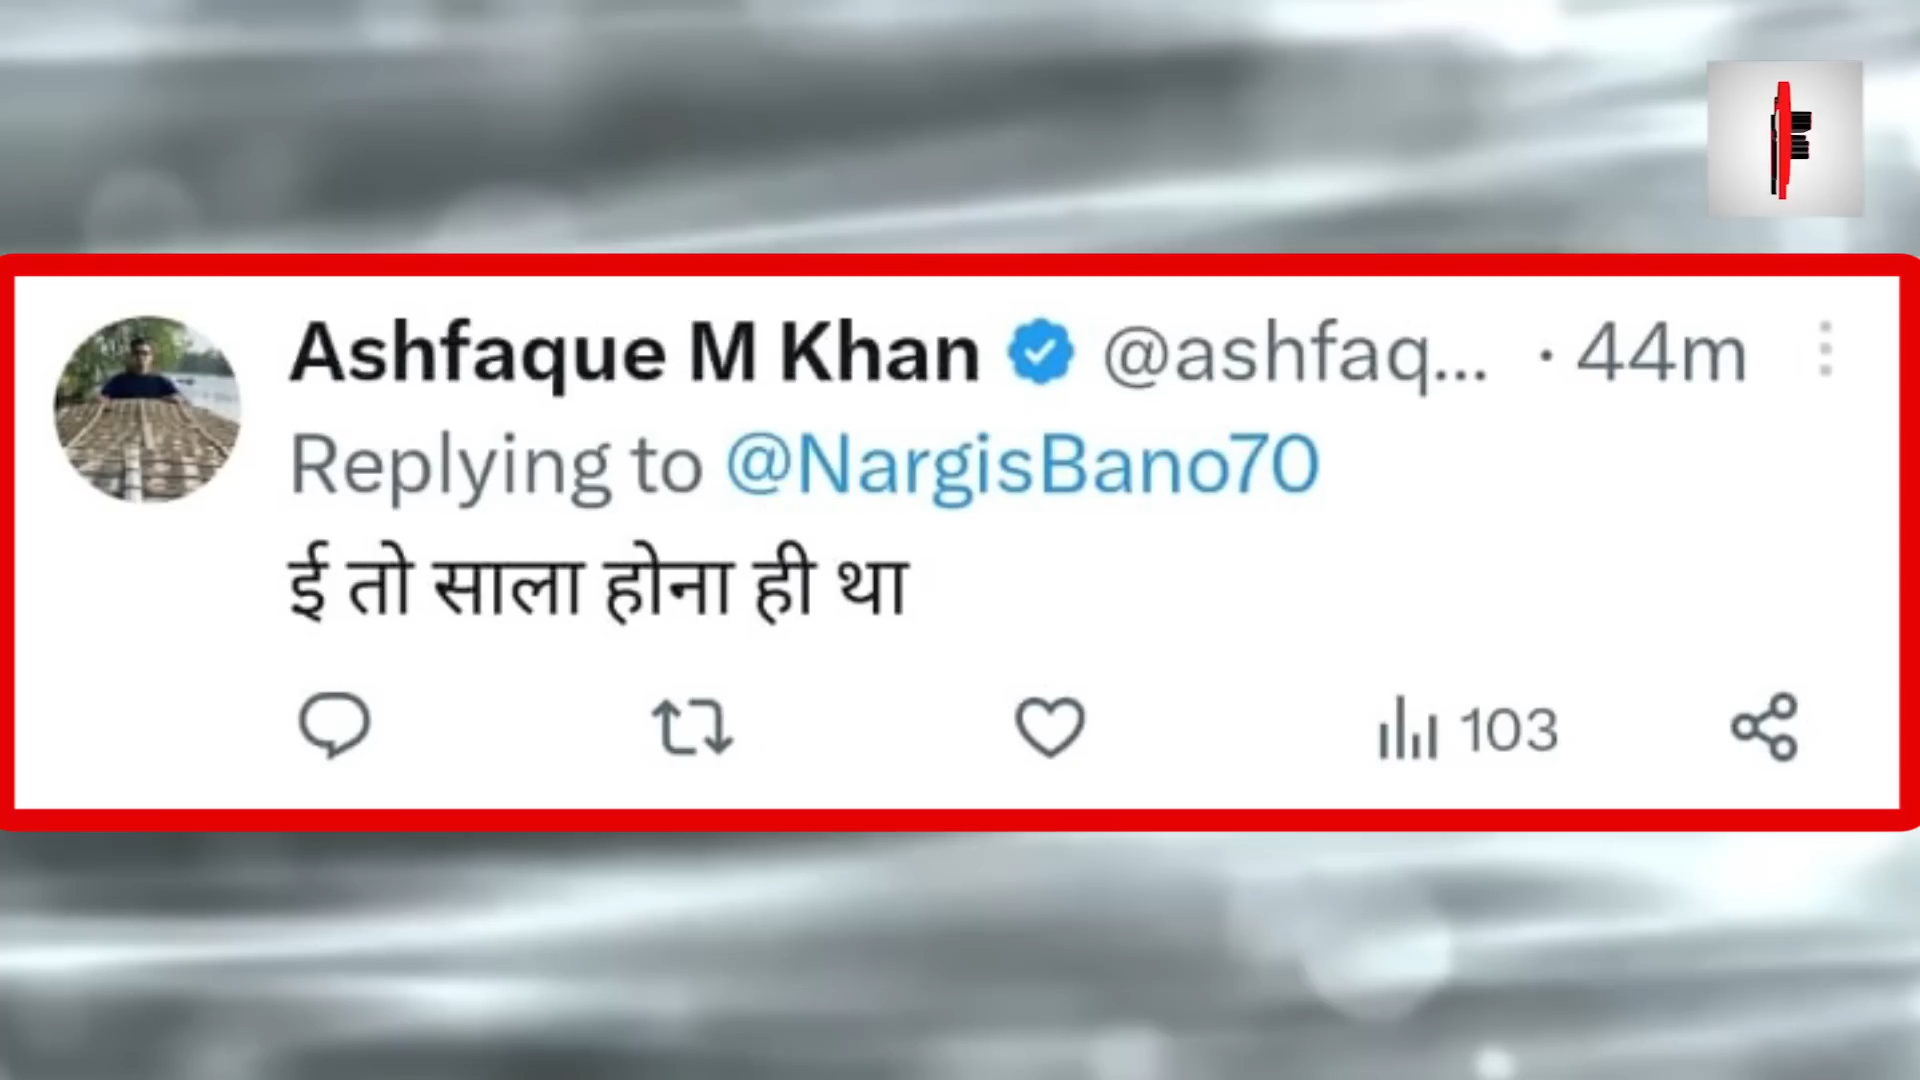 Ashfaque M Khan @ashfaq... · 44m
Replying to @NargisBano70
ई तो साला होना ही था
103